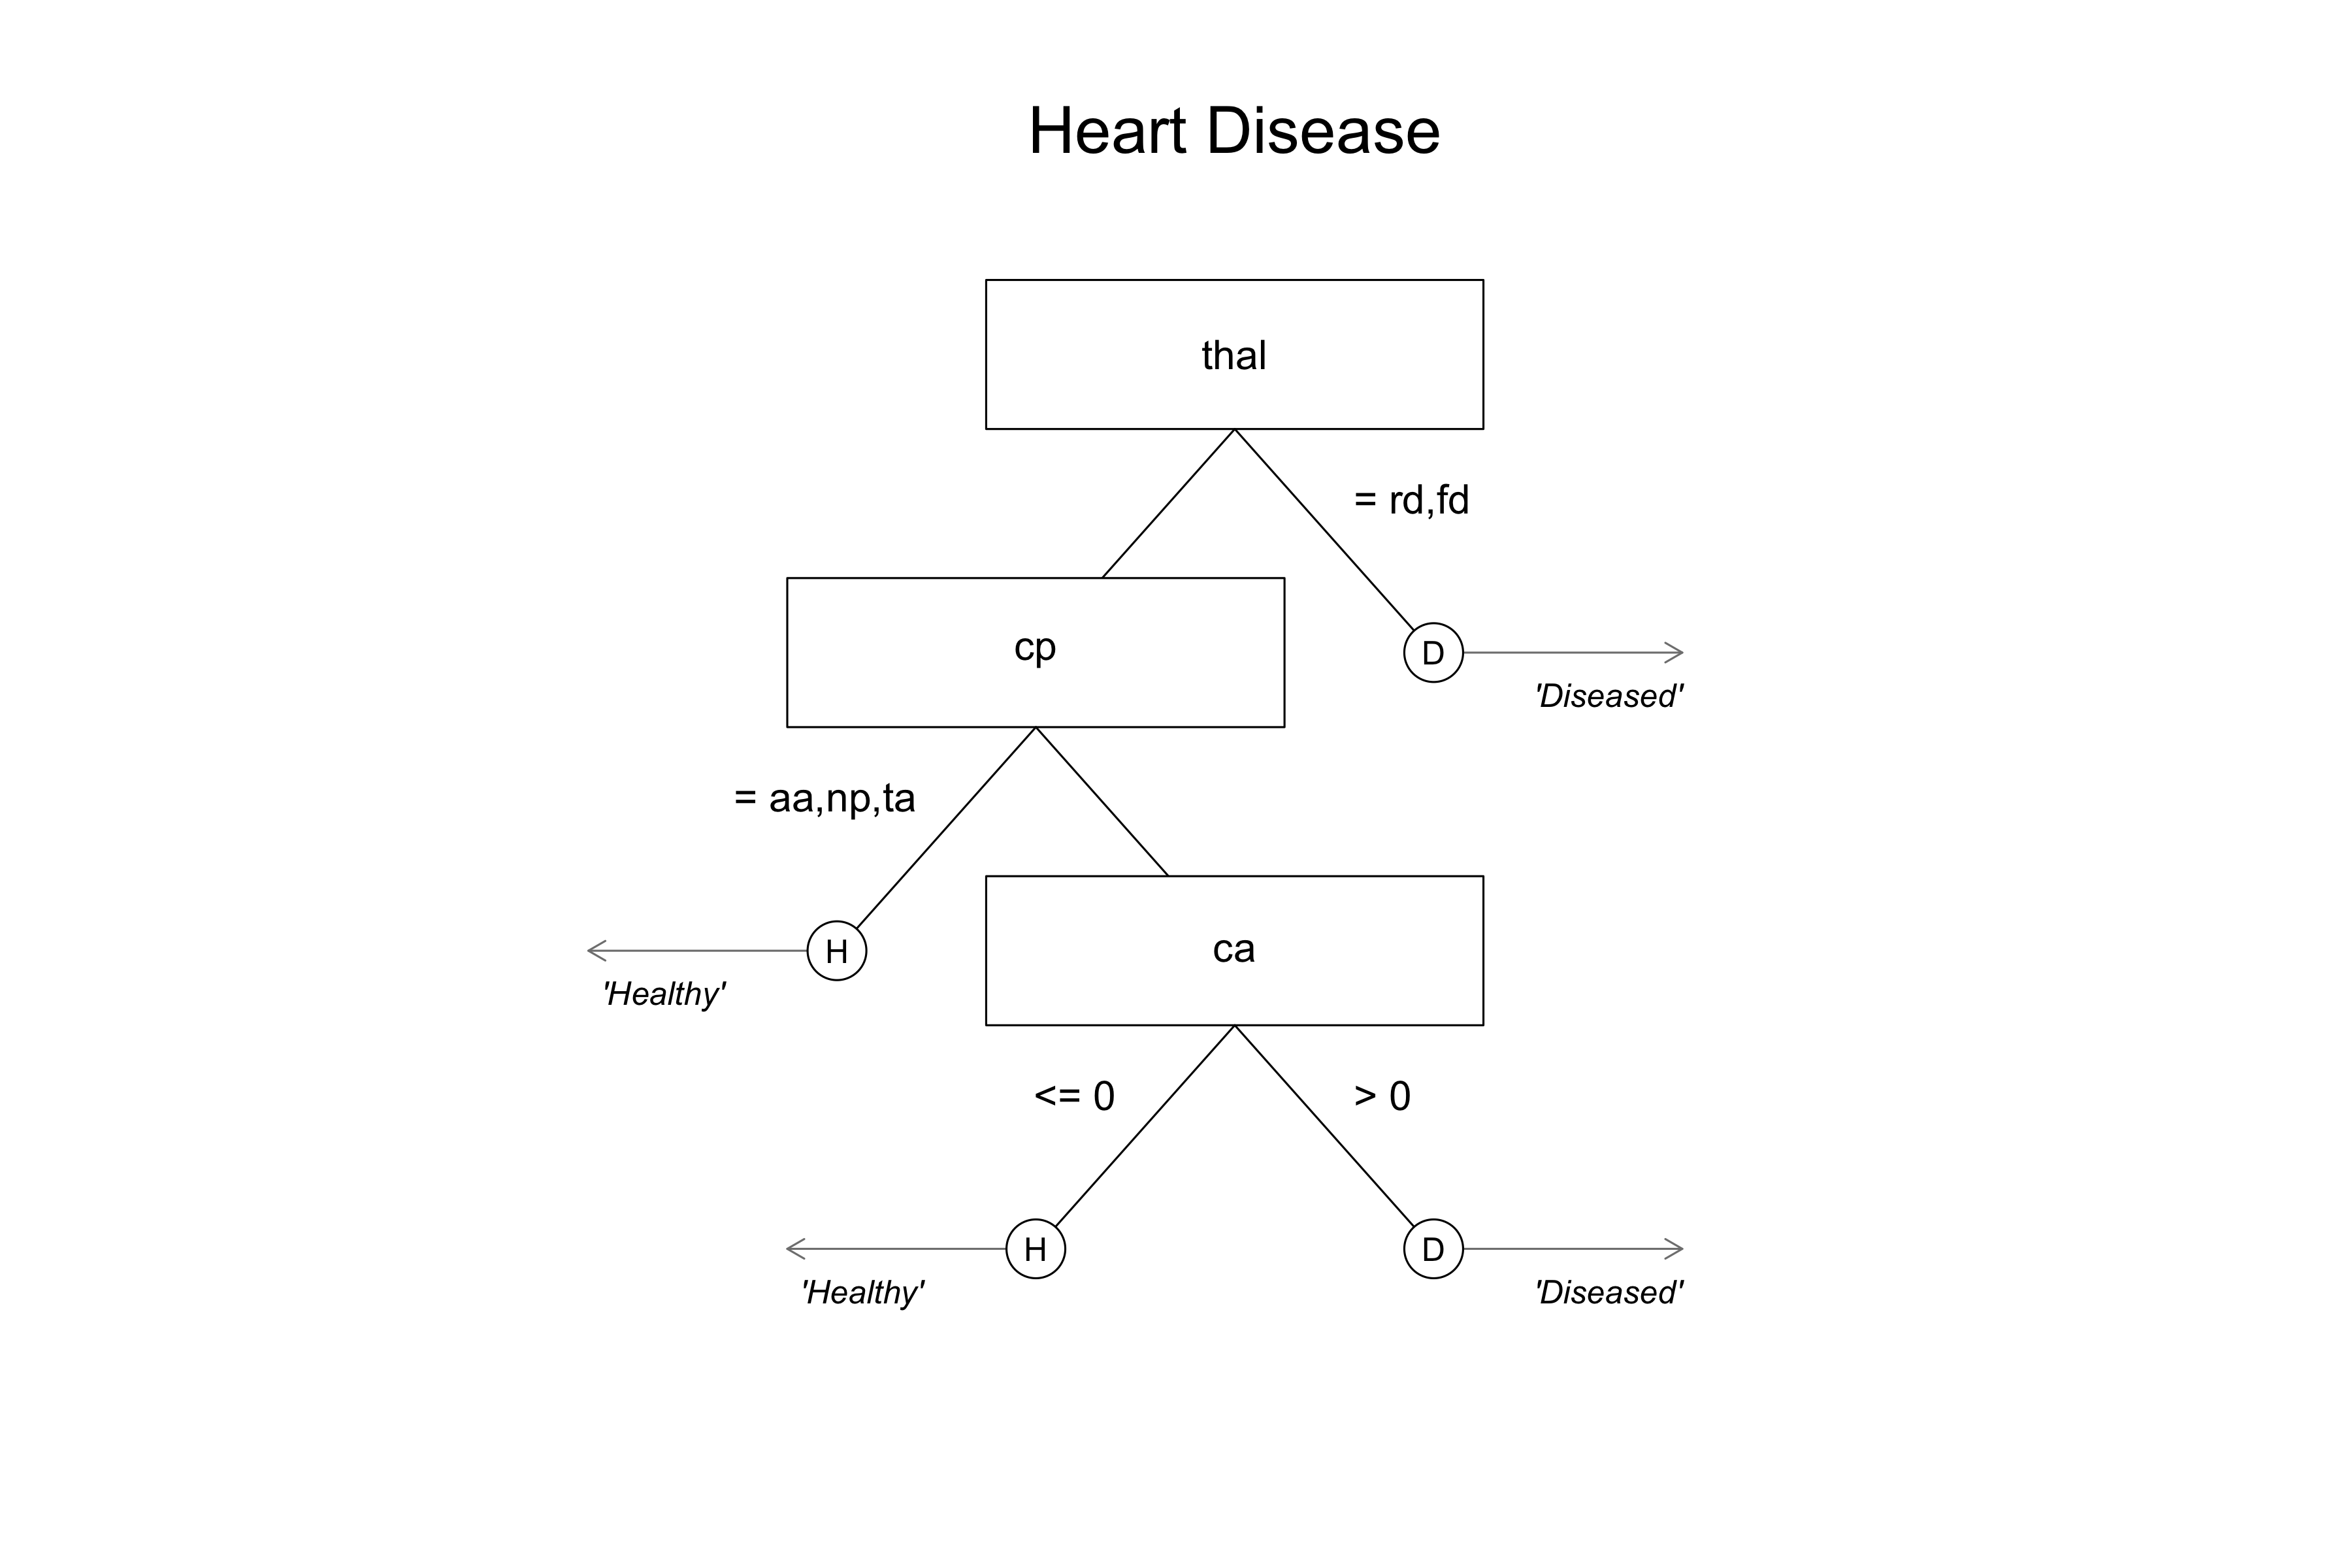 Heart Disease
thal
= rd,fd
cp
D
'Diseased'
= aa,np,ta
H
'Healthy'
ca
<= 0
> 0
H
'Healthy'
D
'Diseased'